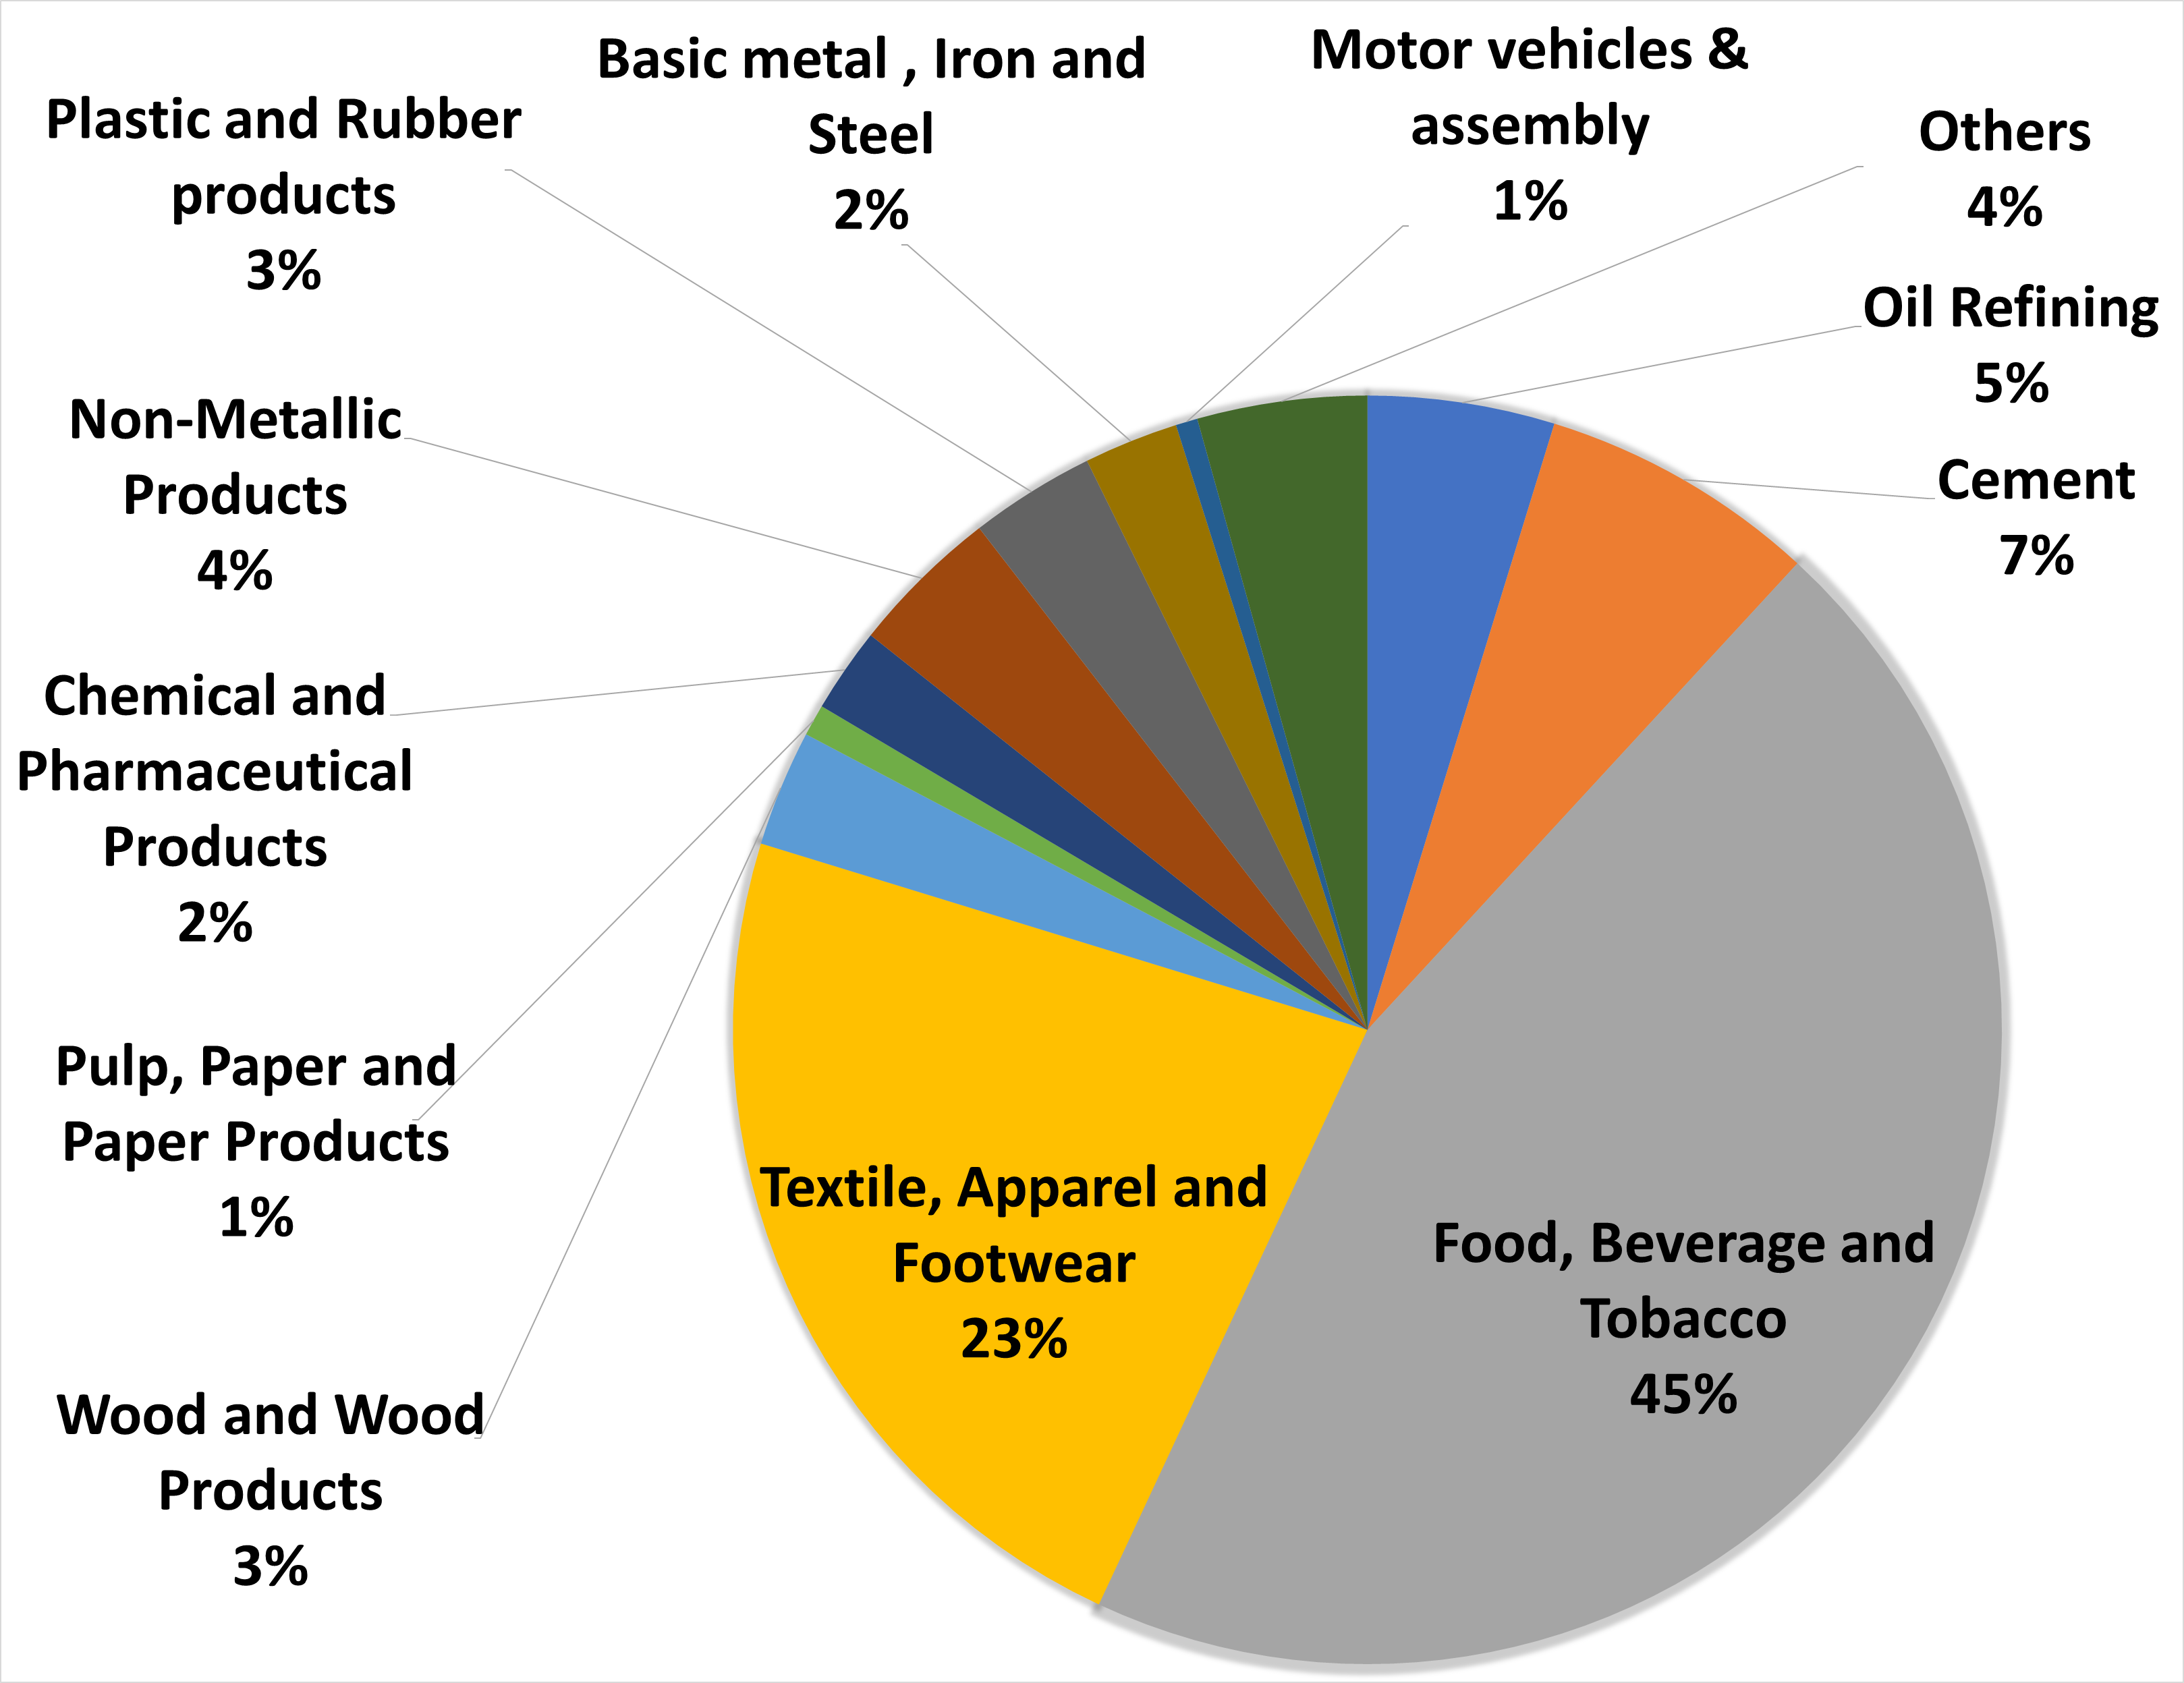 Basic metal , Iron and
Steel
2%
Motor vehicles &
assembly
1%
Plastic and Rubber
products
3%
Others
4%
Oil Refining
5%
Non-Metallic
Products
4%
Cement
7%
Chemical and
Pharmaceutical
Products
2%
Pulp, Paper and
Paper Products
1%
Textile, Apparel and
Footwear
23%
Food, Beverage and
Tobacco
45%
Wood and Wood
Products
3%